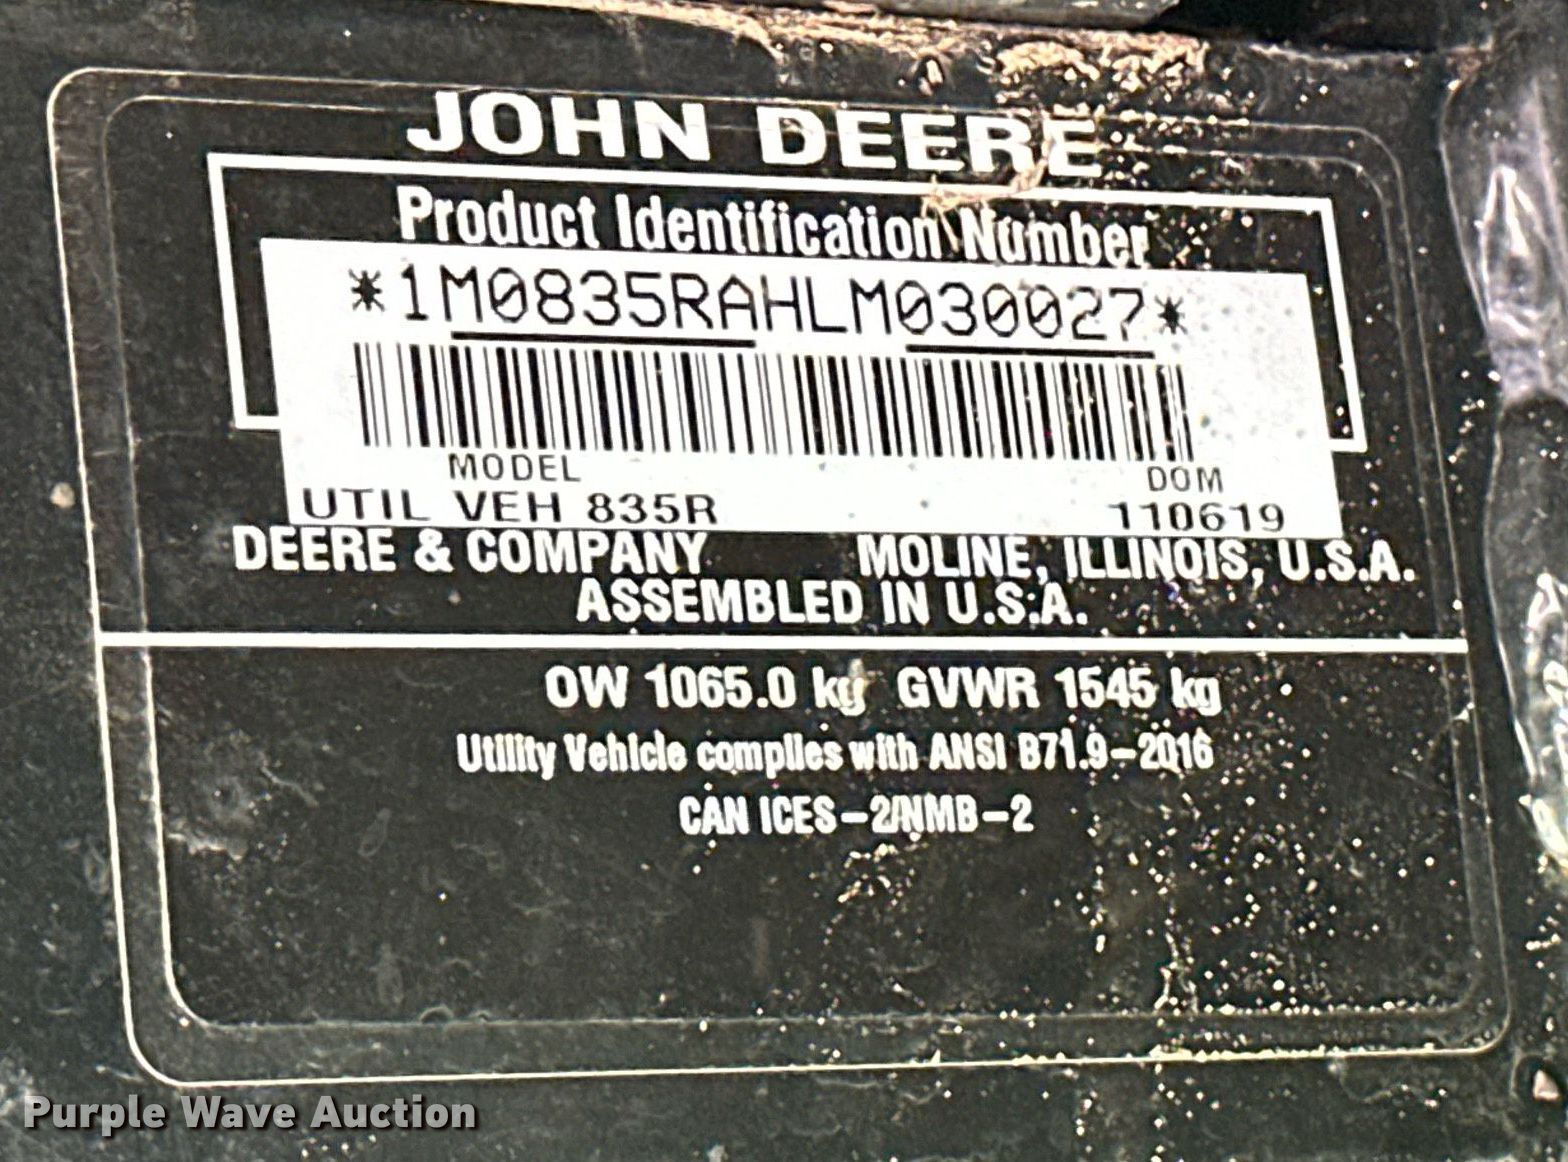 JOHN DEERE
Product Identification Number
*1M0835RAHLM030027*
MODEL DOM
UTIL VEH 835R 110619
DEERE & COMPANY MOLINE, ILLINOIS, U.S.A.
ASSEMBLED IN U.S.A.
OW 1065.0 kg GVWR 1545 kg
Utility Vehicle complies with ANSI B71.9-2016
CAN ICES-2/NMB-2
Purple Wave Auction